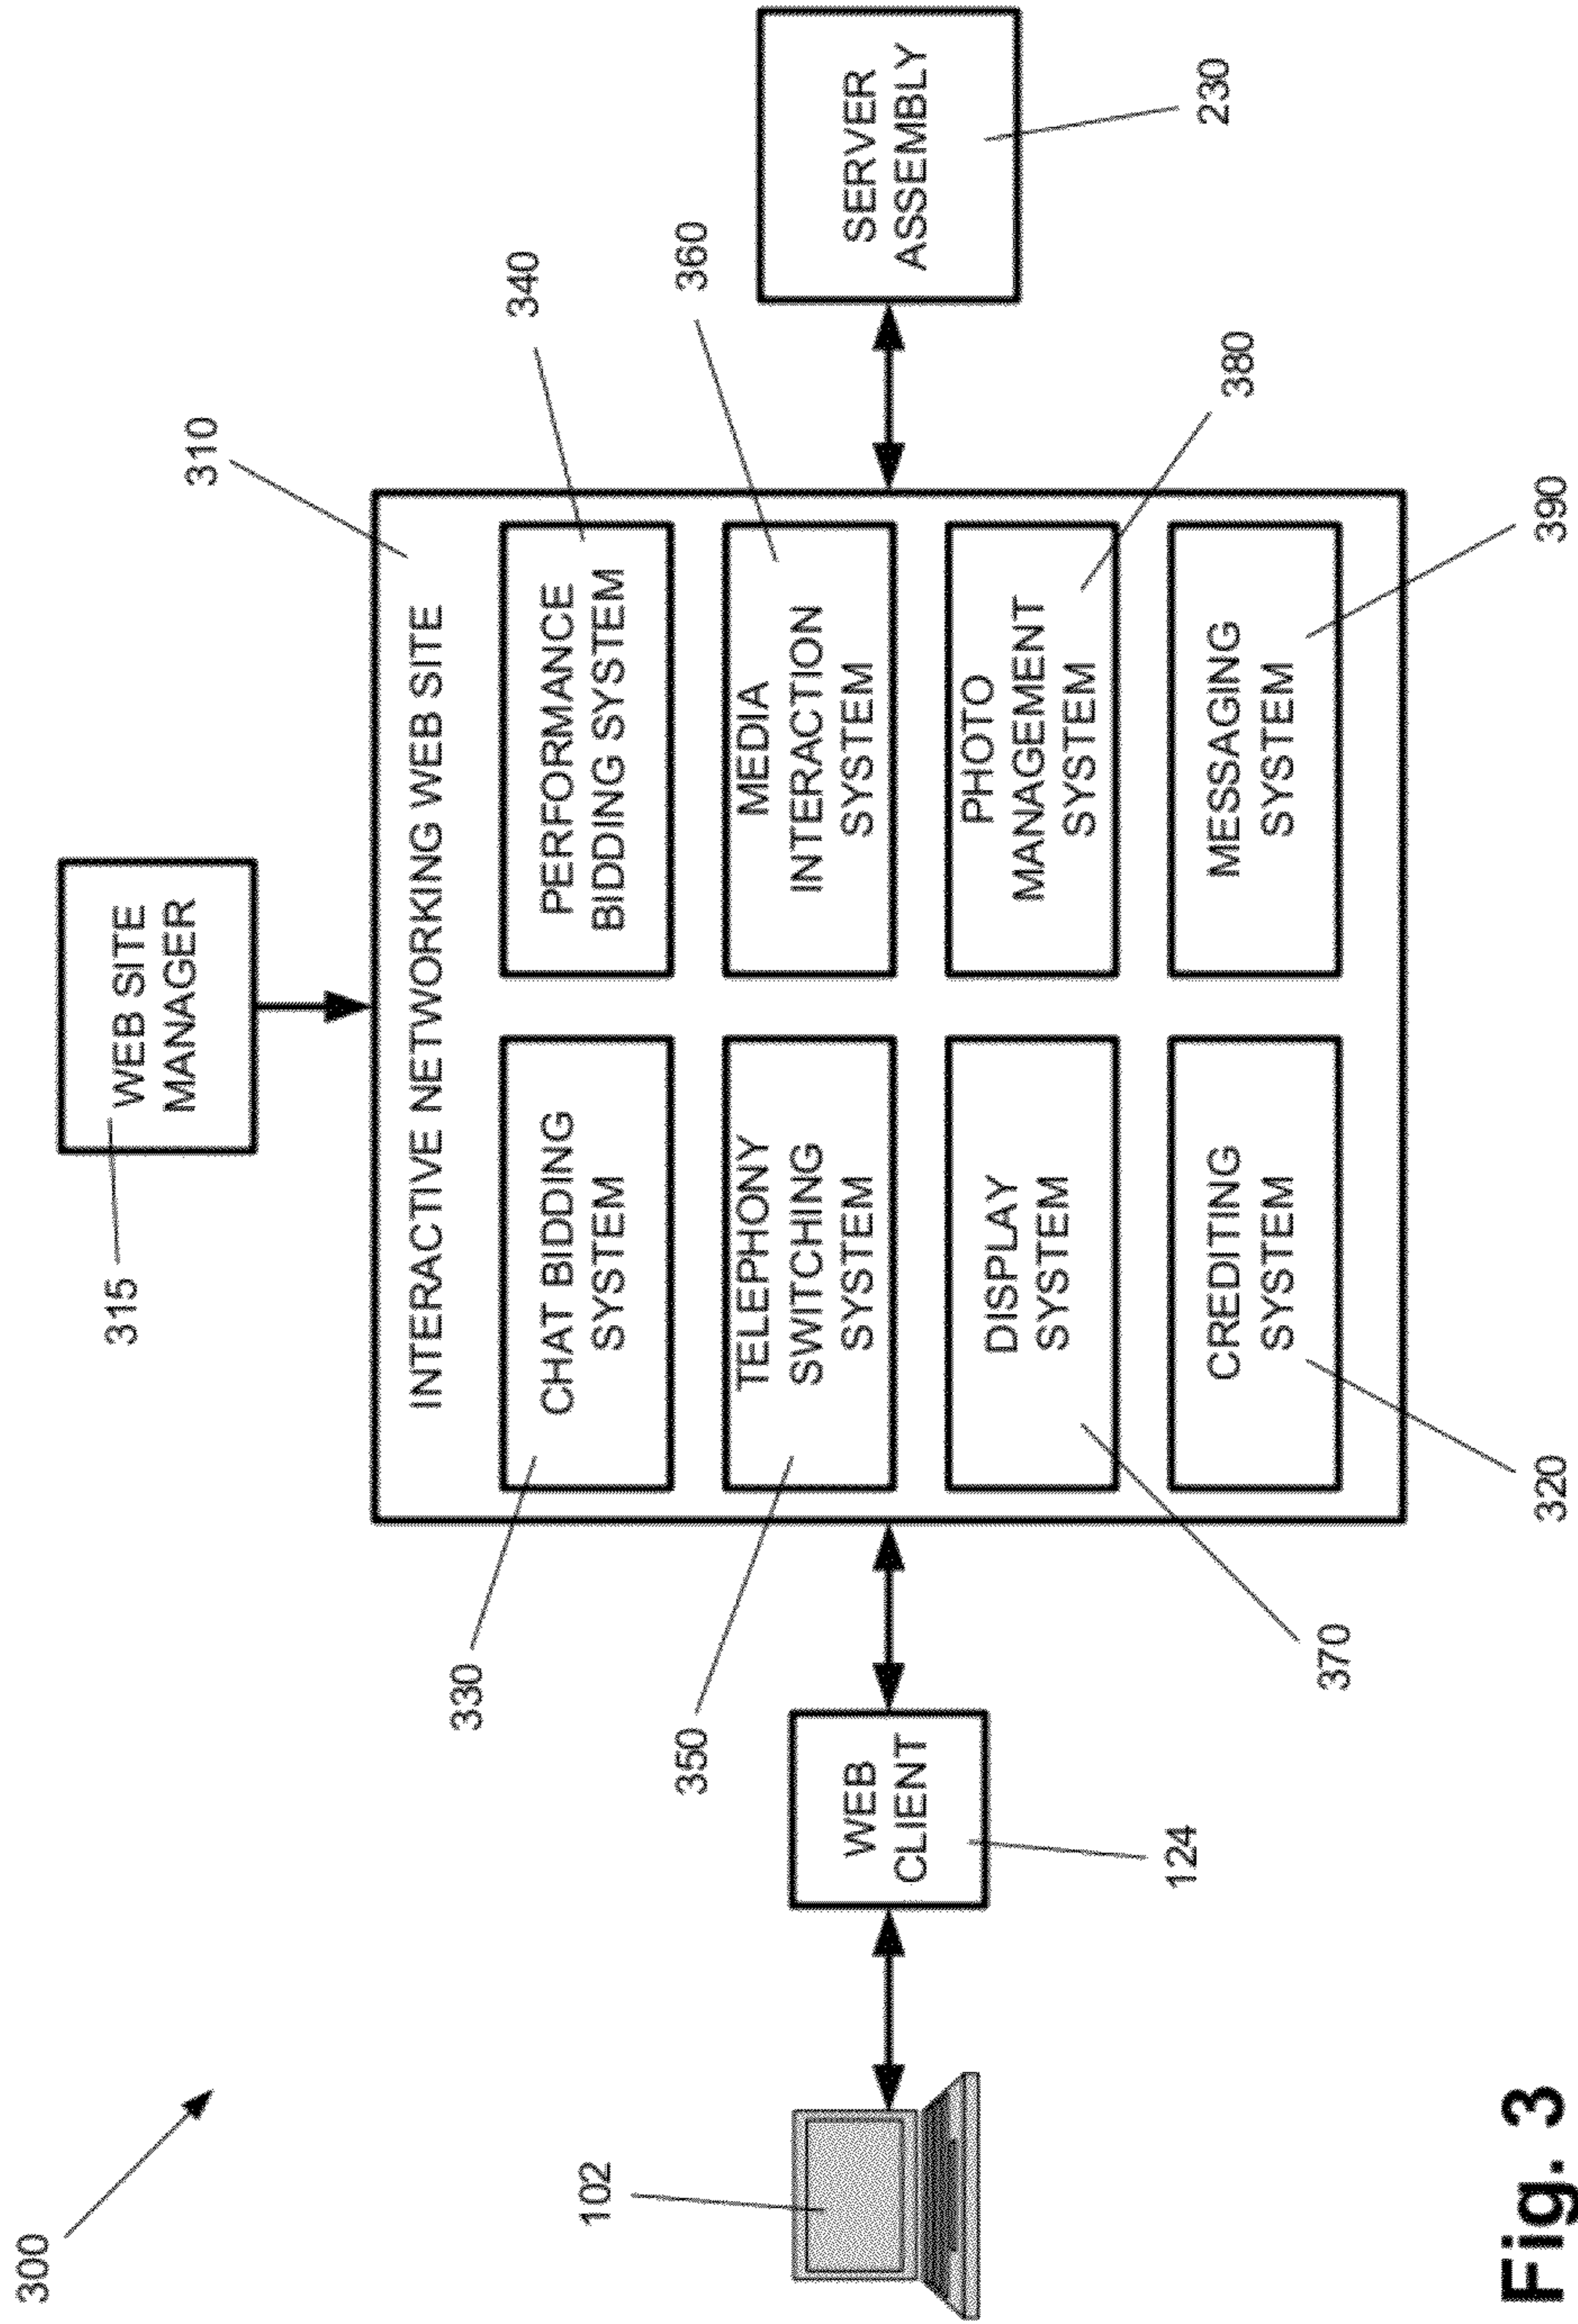 300
315
WEB SITE
MANAGER
310
INTERACTIVE NETWORKING WEB SITE
330
CHAT BIDDING
SYSTEM
PERFORMANCE
BIDDING SYSTEM
340
350
TELEPHONY
SWITCHING
SYSTEM
MEDIA
INTERACTION
SYSTEM
360
102
WEB
CLIENT
124
SERVER
ASSEMBLY
230
370
DISPLAY
SYSTEM
PHOTO
MANAGEMENT
SYSTEM
380
CREDITING
SYSTEM
320
MESSAGING
SYSTEM
390
Fig. 3